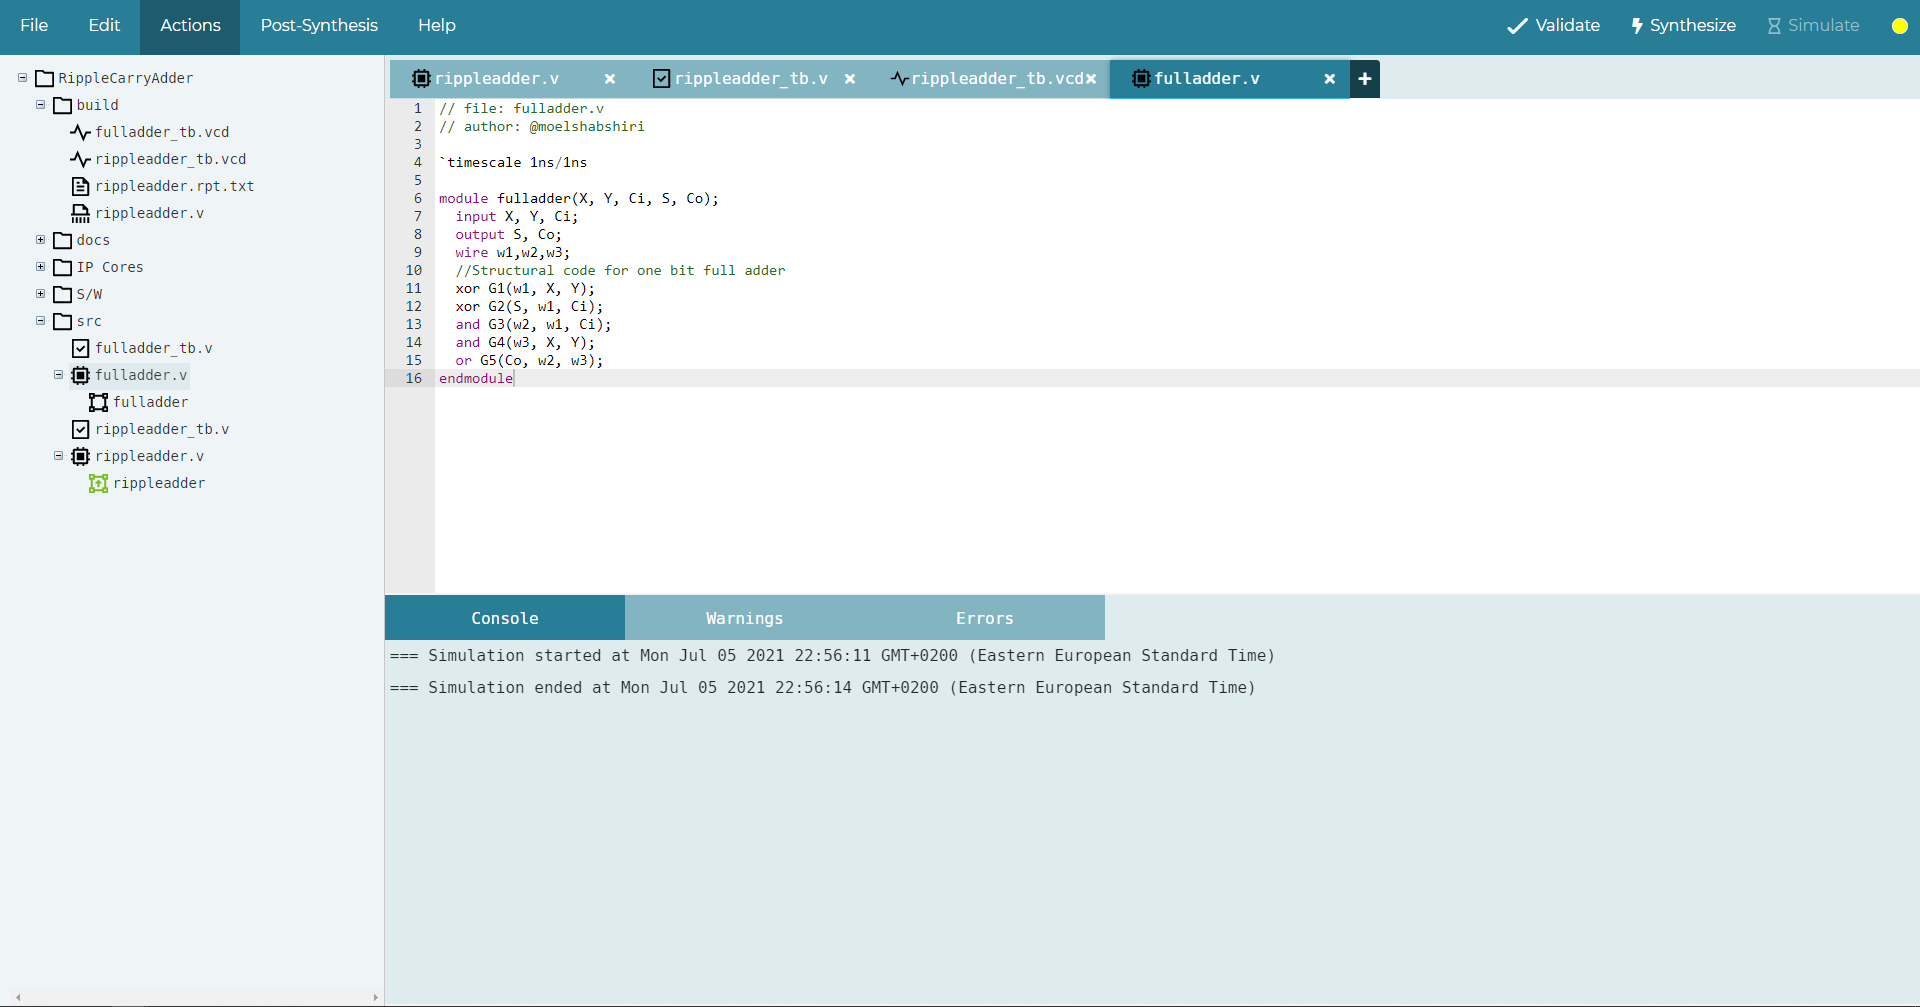 File Edit Actions Post-Synthesis Help Validate Synthesize Simulate
RippleCarryAdder
build
fulladder_tb.vcd
rippleadder_tb.vcd
rippleadder.rpt.txt
rippleadder.v
docs
IP Cores
S/W
src
fulladder_tb.v
fulladder.v
fulladder
rippleadder_tb.v
rippleadder.v
rippleadder
rippleadder.v rippleadder_tb.v rippleadder_tb.vcd fulladder.v
1 // file: fulladder.v
2 // author: @moelshabshiri
3
4 `timescale 1ns/1ns
5
6 module fulladder(X, Y, Ci, S, Co);
7 input X, Y, Ci;
8 output S, Co;
9 wire w1,w2,w3;
10 //Structural code for one bit full adder
11 xor G1(w1, X, Y);
12 xor G2(S, w1, Ci);
13 and G3(w2, w1, Ci);
14 and G4(w3, X, Y);
15 or G5(Co, w2, w3);
16 endmodule
Console Warnings Errors
=== Simulation started at Mon Jul 05 2021 22:56:11 GMT+0200 (Eastern European Standard Time)
=== Simulation ended at Mon Jul 05 2021 22:56:14 GMT+0200 (Eastern European Standard Time)